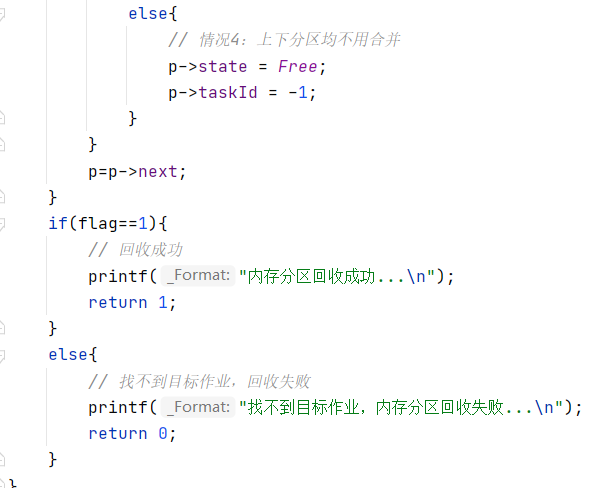 else{
// 情况4：上下分区均不用合并
p->state = Free;
p->taskId = -1;
}
}
p=p->next;
}
if(flag==1){
// 回收成功
printf( _Format: "内存分区回收成功...\n");
return 1;
}
else{
// 找不到目标作业，回收失败
printf( _Format: "找不到目标作业，内存分区回收失败...\n");
return 0;
}
}